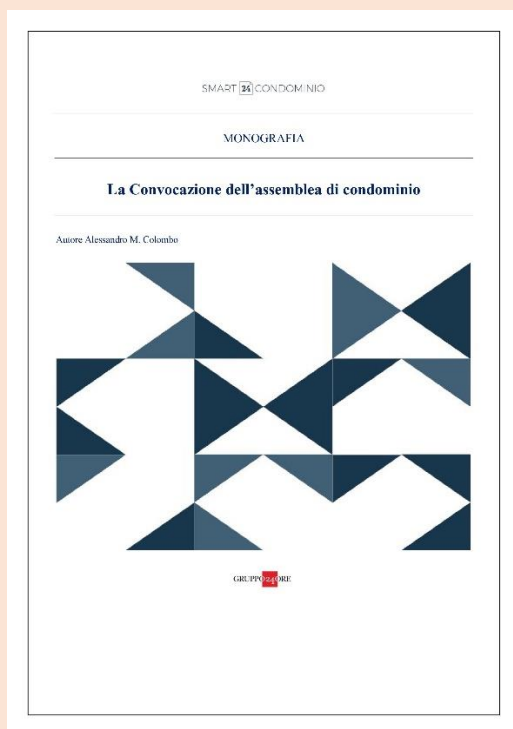 SMART 24 CONDOMINIO
MONOGRAFIA
La Convocazione dell'assemblea di condominio
Autore Alessandro M. Colombo
GRUPPO 24 ORE